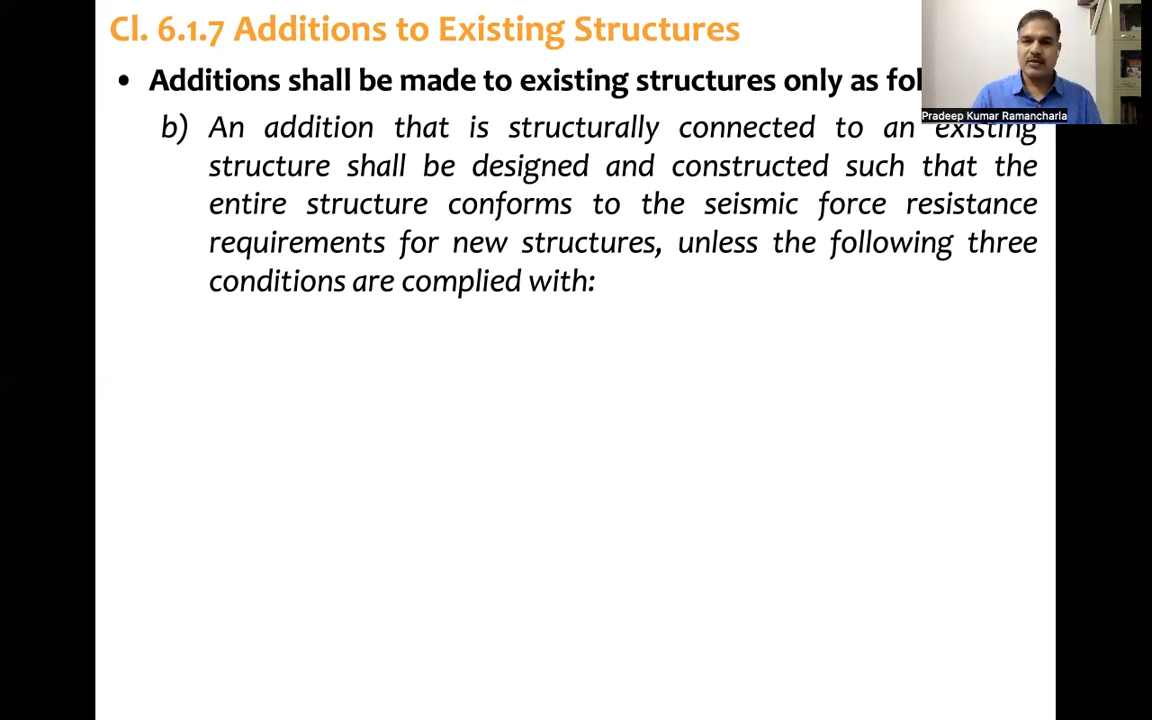 Cl. 6.1.7 Additions to Existing Structures
• Additions shall be made to existing structures only as
Pradeep Kumar Ramancharla
b) An addition that is structurally connected to an existing
structure shall be designed and constructed such that the
entire structure conforms to the seismic force resistance
requirements for new structures, unless the following three
conditions are complied with: